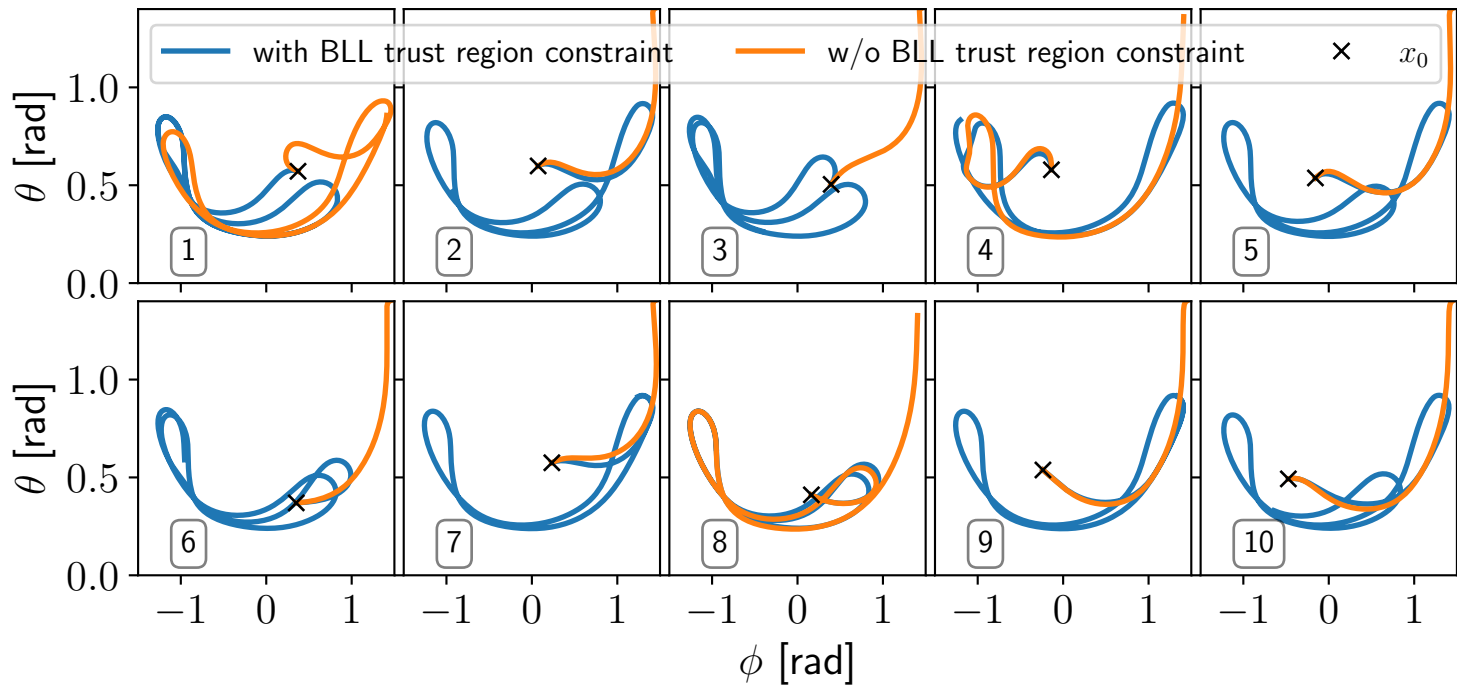 with BLL trust region constraint w/o BLL trust region constraint x₀
θ [rad]
1.0
0.5
0.0
1 2 3 4 5
θ [rad]
1.0
0.5
0.0
6 7 8 9 10
−1 0 1 −1 0 1 −1 0 1 −1 0 1 −1 0 1
ϕ [rad]